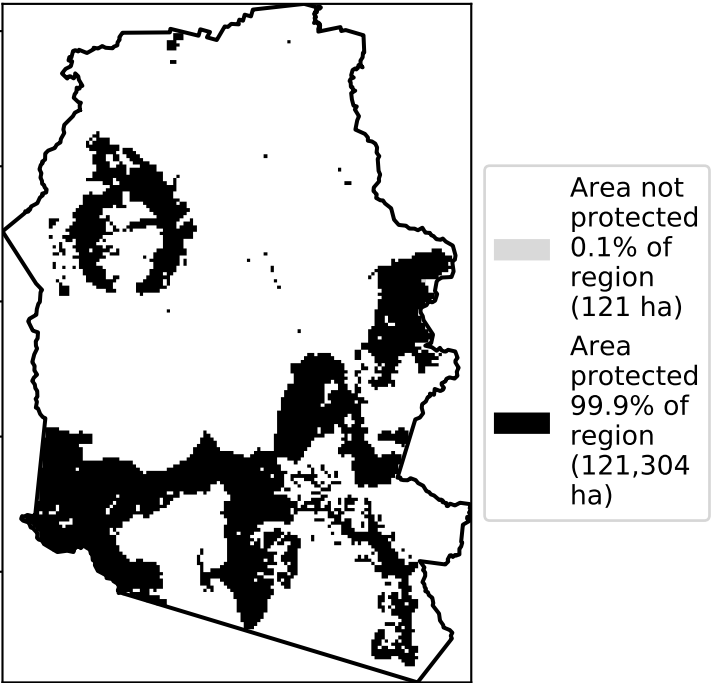 Area not
protected
0.1% of
region
(121 ha)
Area
protected
99.9% of
region
(121,304
ha)